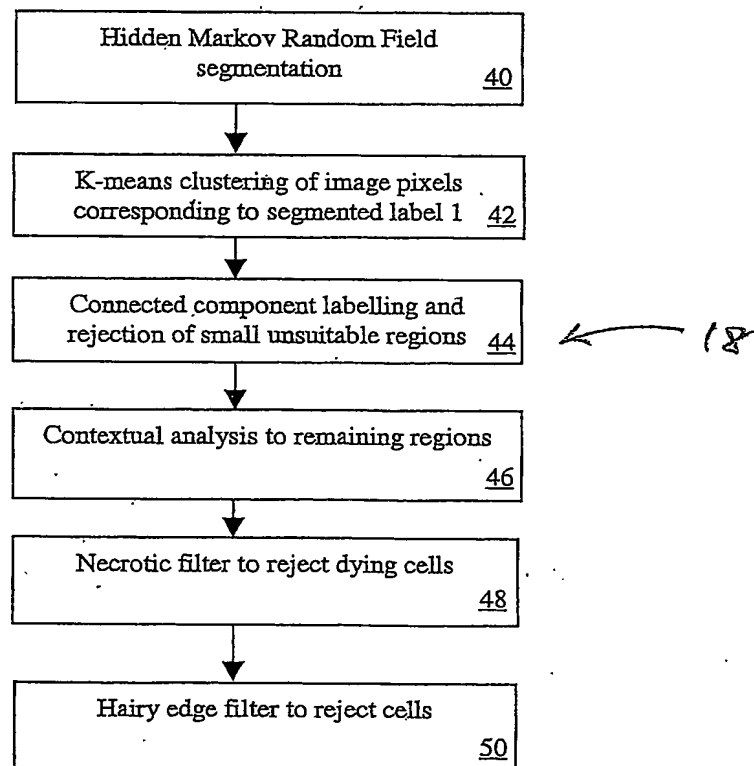 Hidden Markov Random Field
segmentation
40
K-means clustering of image pixels
corresponding to segmented label 1
42
Connected component labelling and
rejection of small unsuitable regions
44
18
Contextual analysis to remaining regions
46
Necrotic filter to reject dying cells
48
Hairy edge filter to reject cells
50